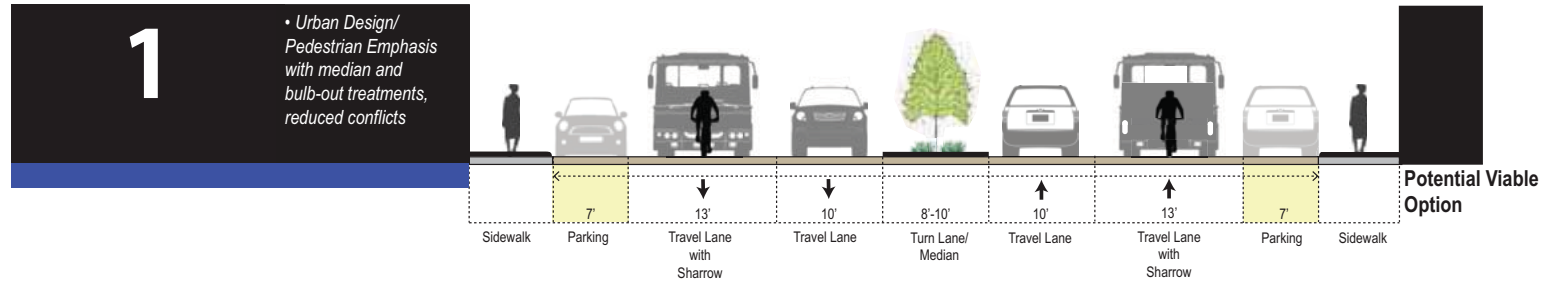 1
• Urban Design/
Pedestrian Emphasis
with median and
bulb-out treatments,
reduced conflicts
7'
13'
10'
8'-10'
10'
13'
7'
Sidewalk
Parking
Travel Lane
with
Sharrow
Travel Lane
Turn Lane/
Median
Travel Lane
Travel Lane
with
Sharrow
Parking
Sidewalk
Potential Viable
Option